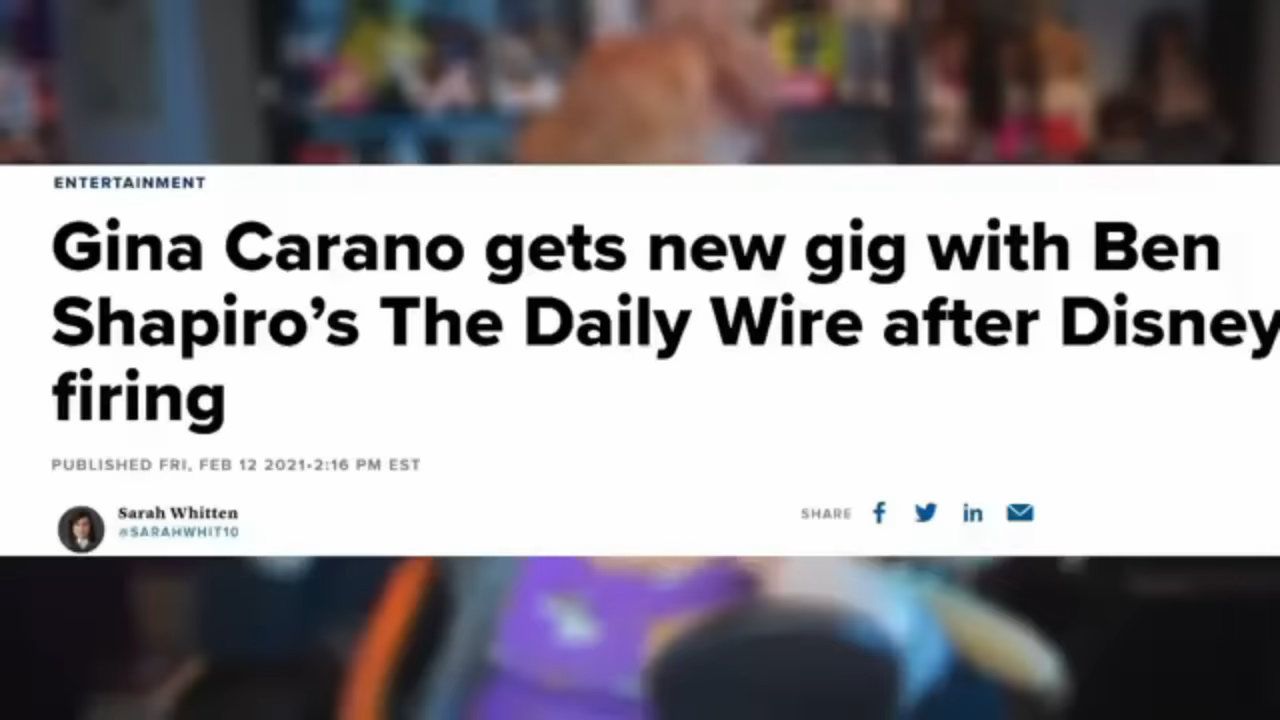 ENTERTAINMENT
Gina Carano gets new gig with Ben
Shapiro’s The Daily Wire after Disney
firing
PUBLISHED FRI, FEB 12 2021•2:16 PM EST
Sarah Whitten
@SARAHWHIT10
SHARE